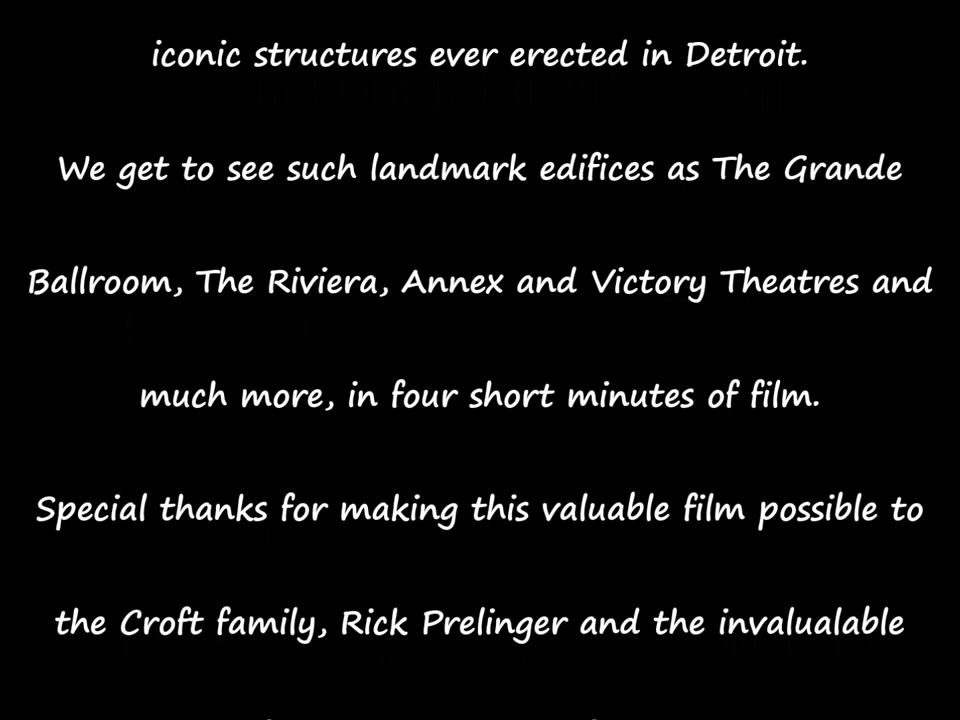 iconic structures ever erected in Detroit.
We get to see such landmark edifices as The Grande
Ballroom, The Riviera, Annex and Victory Theatres and
much more, in four short minutes of film.
Special thanks for making this valuable film possible to
the Croft family, Rick Prelinger and the invalualable